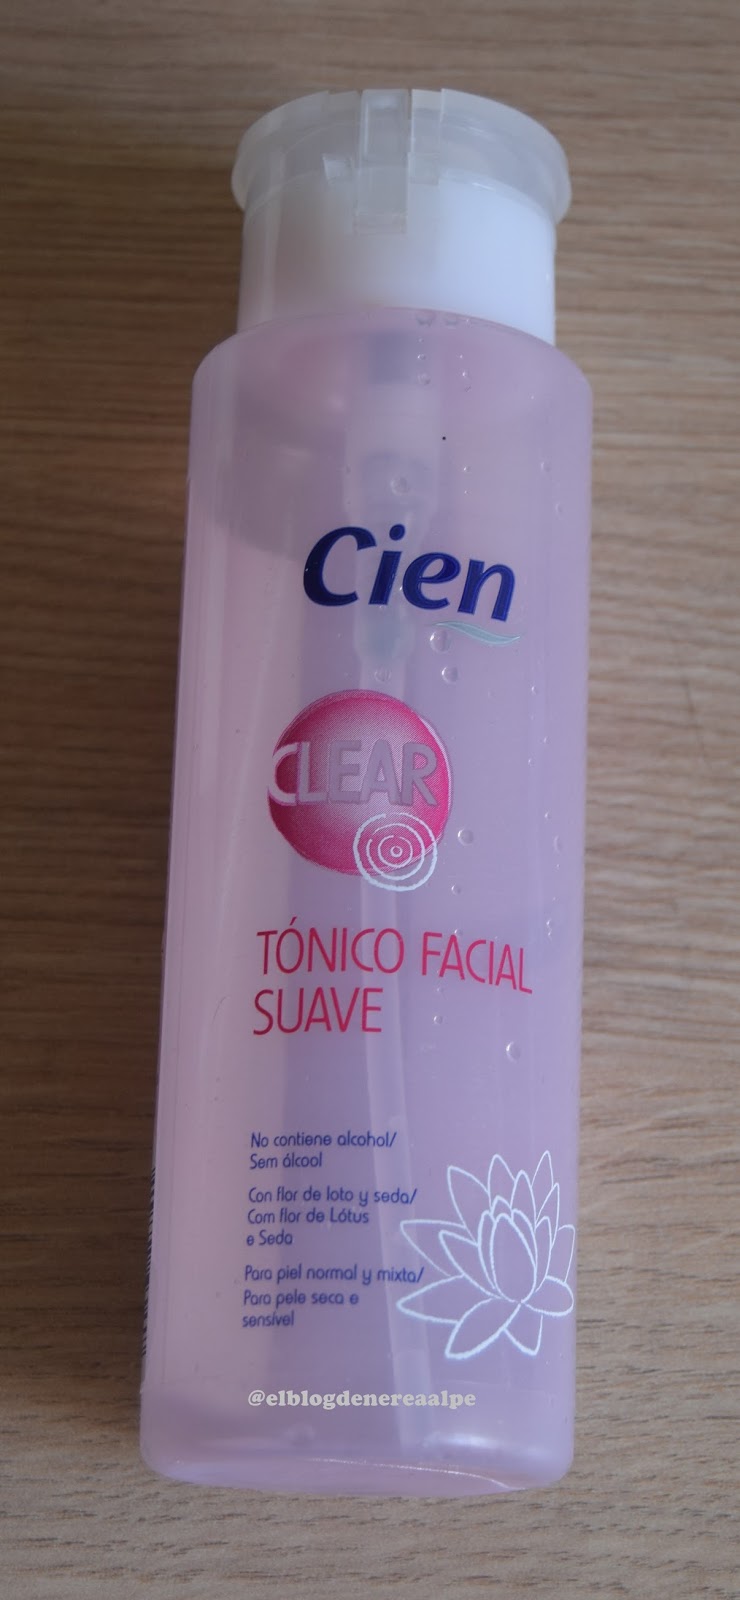 Cien
CLEAR
TÓNICO FACIAL
SUAVE
No contiene alcohol/
Sem álcool
Con flor de loto y seda/
Com flor de Lótus
e Seda
Para piel normal y mixta/
Para pele seca e
sensível
@elblogdenereaalpe